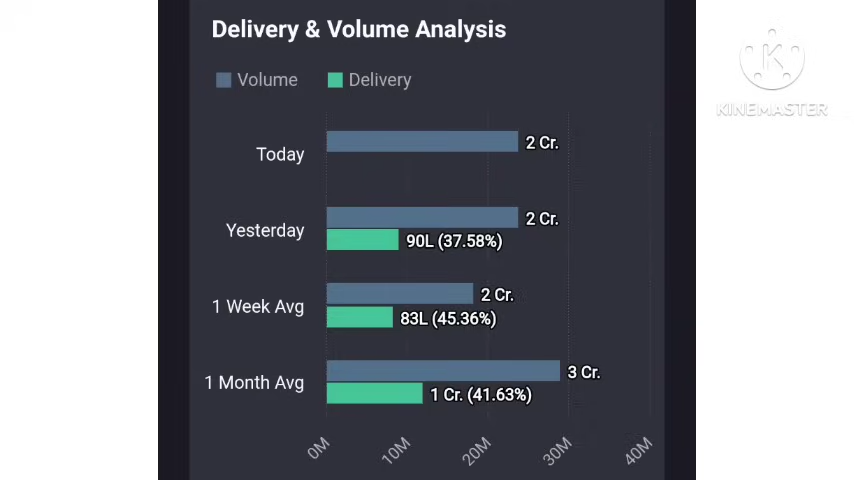 Delivery & Volume Analysis
Volume Delivery
Today 2 Cr.
Yesterday 2 Cr.
90L (37.58%)
1 Week Avg 2 Cr.
83L (45.36%)
1 Month Avg 3 Cr.
1 Cr. (41.63%)
0M 10M 20M 30M 40M
K
KINEMASTER